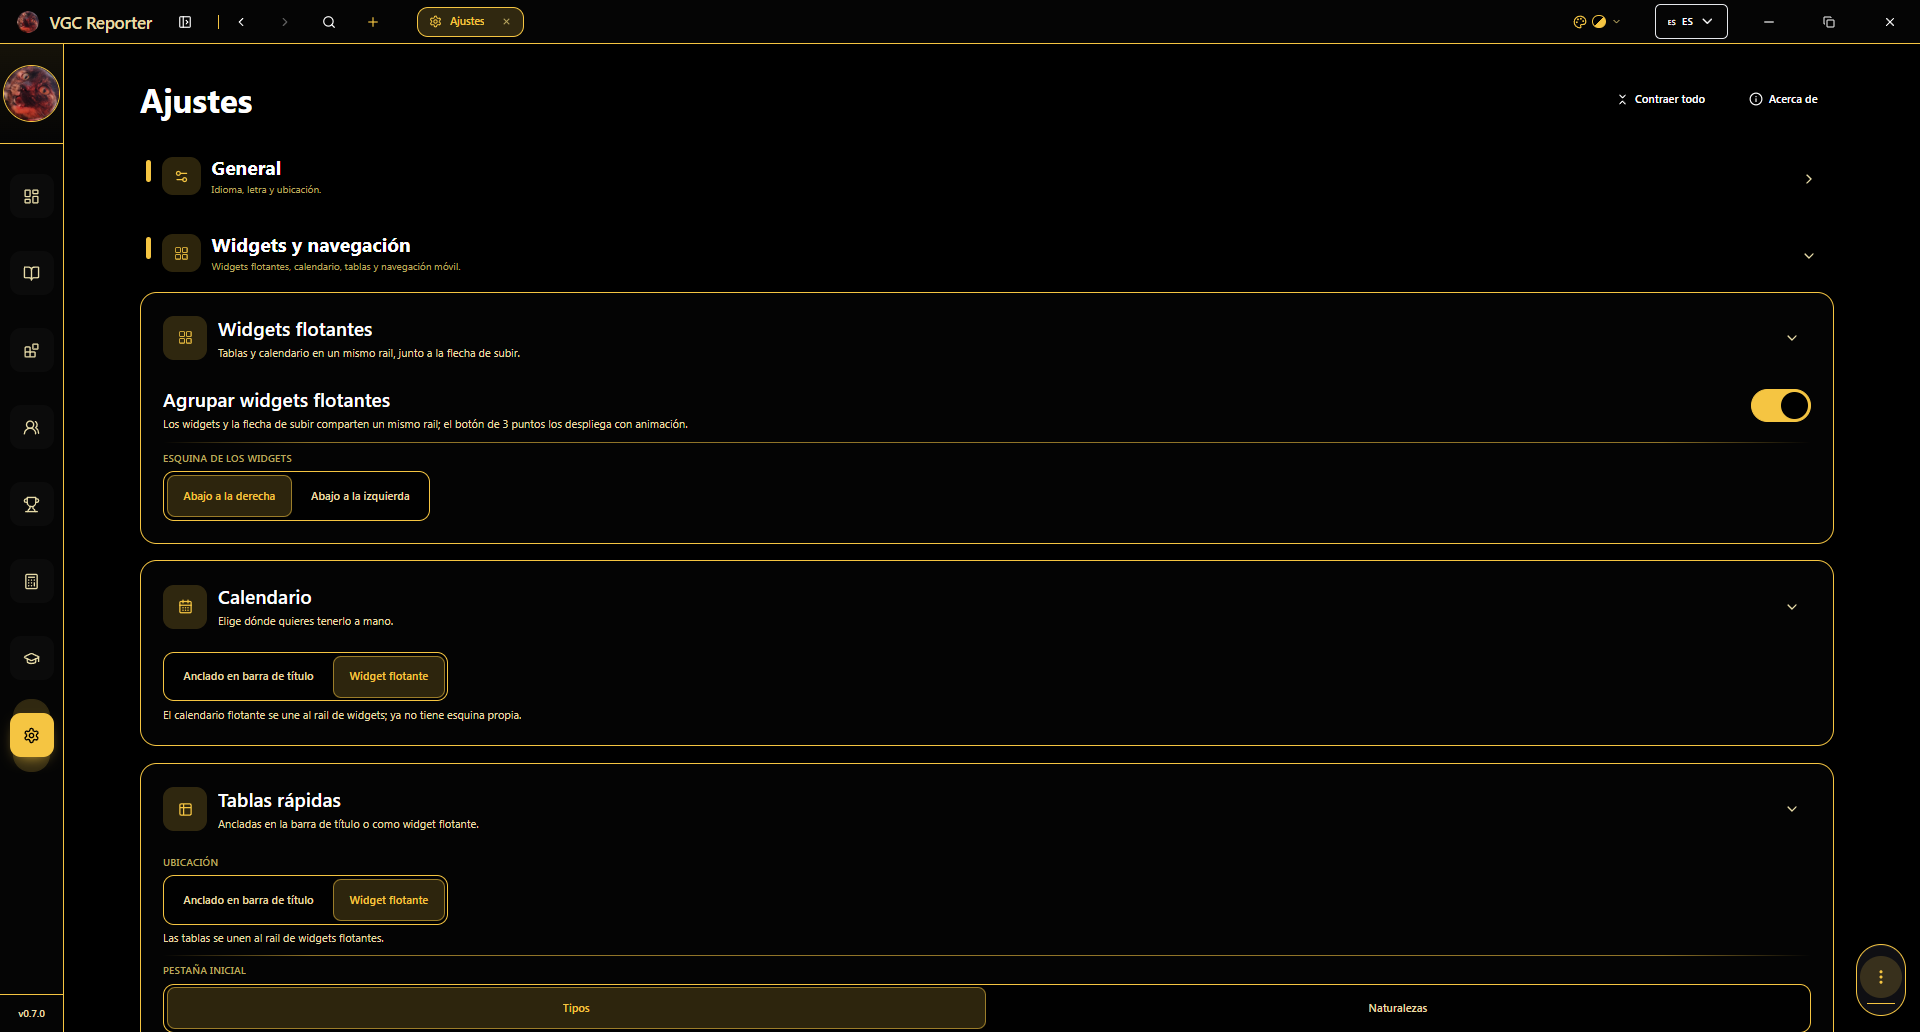 VGC Reporter
Ajustes
ES ES
Ajustes
Contraer todo
Acerca de
General
Idioma, letra y ubicación.
Widgets y navegación
Widgets flotantes, calendario, tablas y navegación móvil.
Widgets flotantes
Tablas y calendario en un mismo rail, junto a la flecha de subir.
Agrupar widgets flotantes
Los widgets y la flecha de subir comparten un mismo rail; el botón de 3 puntos los despliega con animación.
ESQUINA DE LOS WIDGETS
Abajo a la derecha
Abajo a la izquierda
Calendario
Elige dónde quieres tenerlo a mano.
Anclado en barra de título
Widget flotante
El calendario flotante se une al rail de widgets; ya no tiene esquina propia.
Tablas rápidas
Ancladas en la barra de título o como widget flotante.
UBICACIÓN
Anclado en barra de título
Widget flotante
Las tablas se unen al rail de widgets flotantes.
PESTAÑA INICIAL
Tipos
Naturalezas
v0.7.0